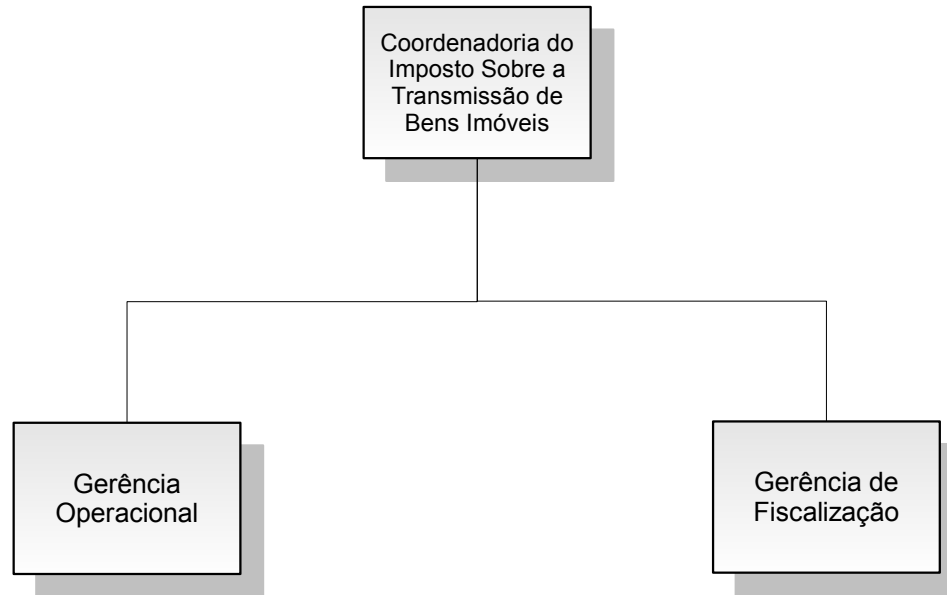 Coordenadoria do
Imposto Sobre a
Transmissão de
Bens Imóveis
Gerência
Operacional
Gerência de
Fiscalização